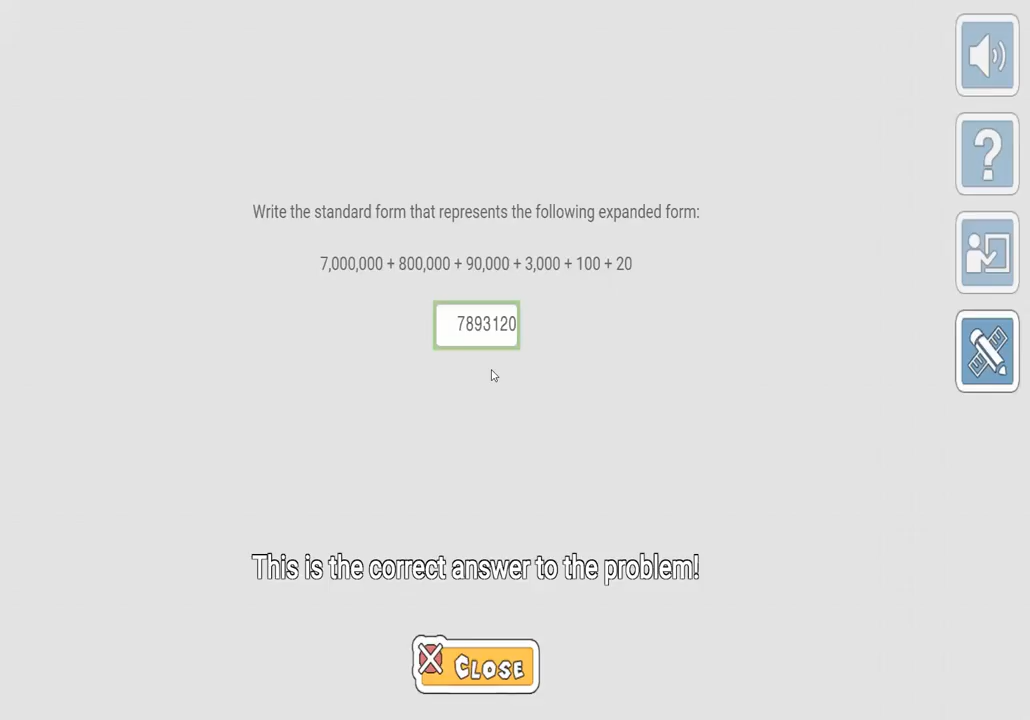 Write the standard form that represents the following expanded form:
7,000,000 + 800,000 + 90,000 + 3,000 + 100 + 20
7893120
This is the correct answer to the problem!
CLOSE